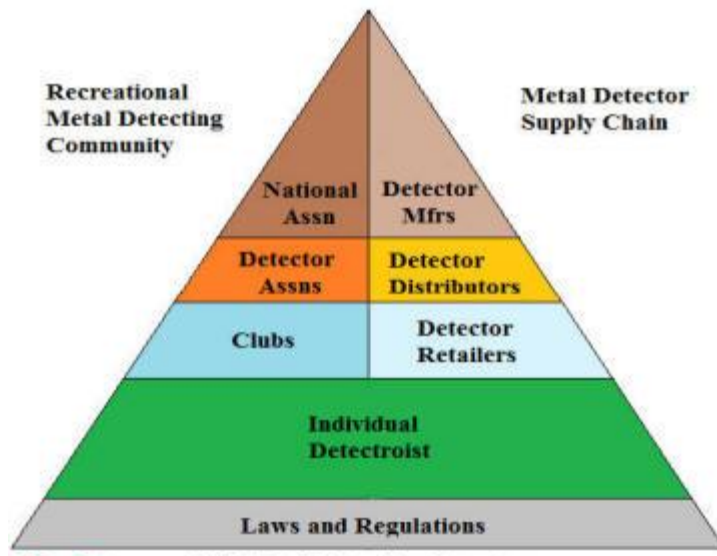 Recreational
Metal Detecting
Community
Metal Detector
Supply Chain
National
Assn
Detector
Mfrs
Detector
Assns
Detector
Distributors
Clubs
Detector
Retailers
Individual
Detectroist
Laws and Regulations